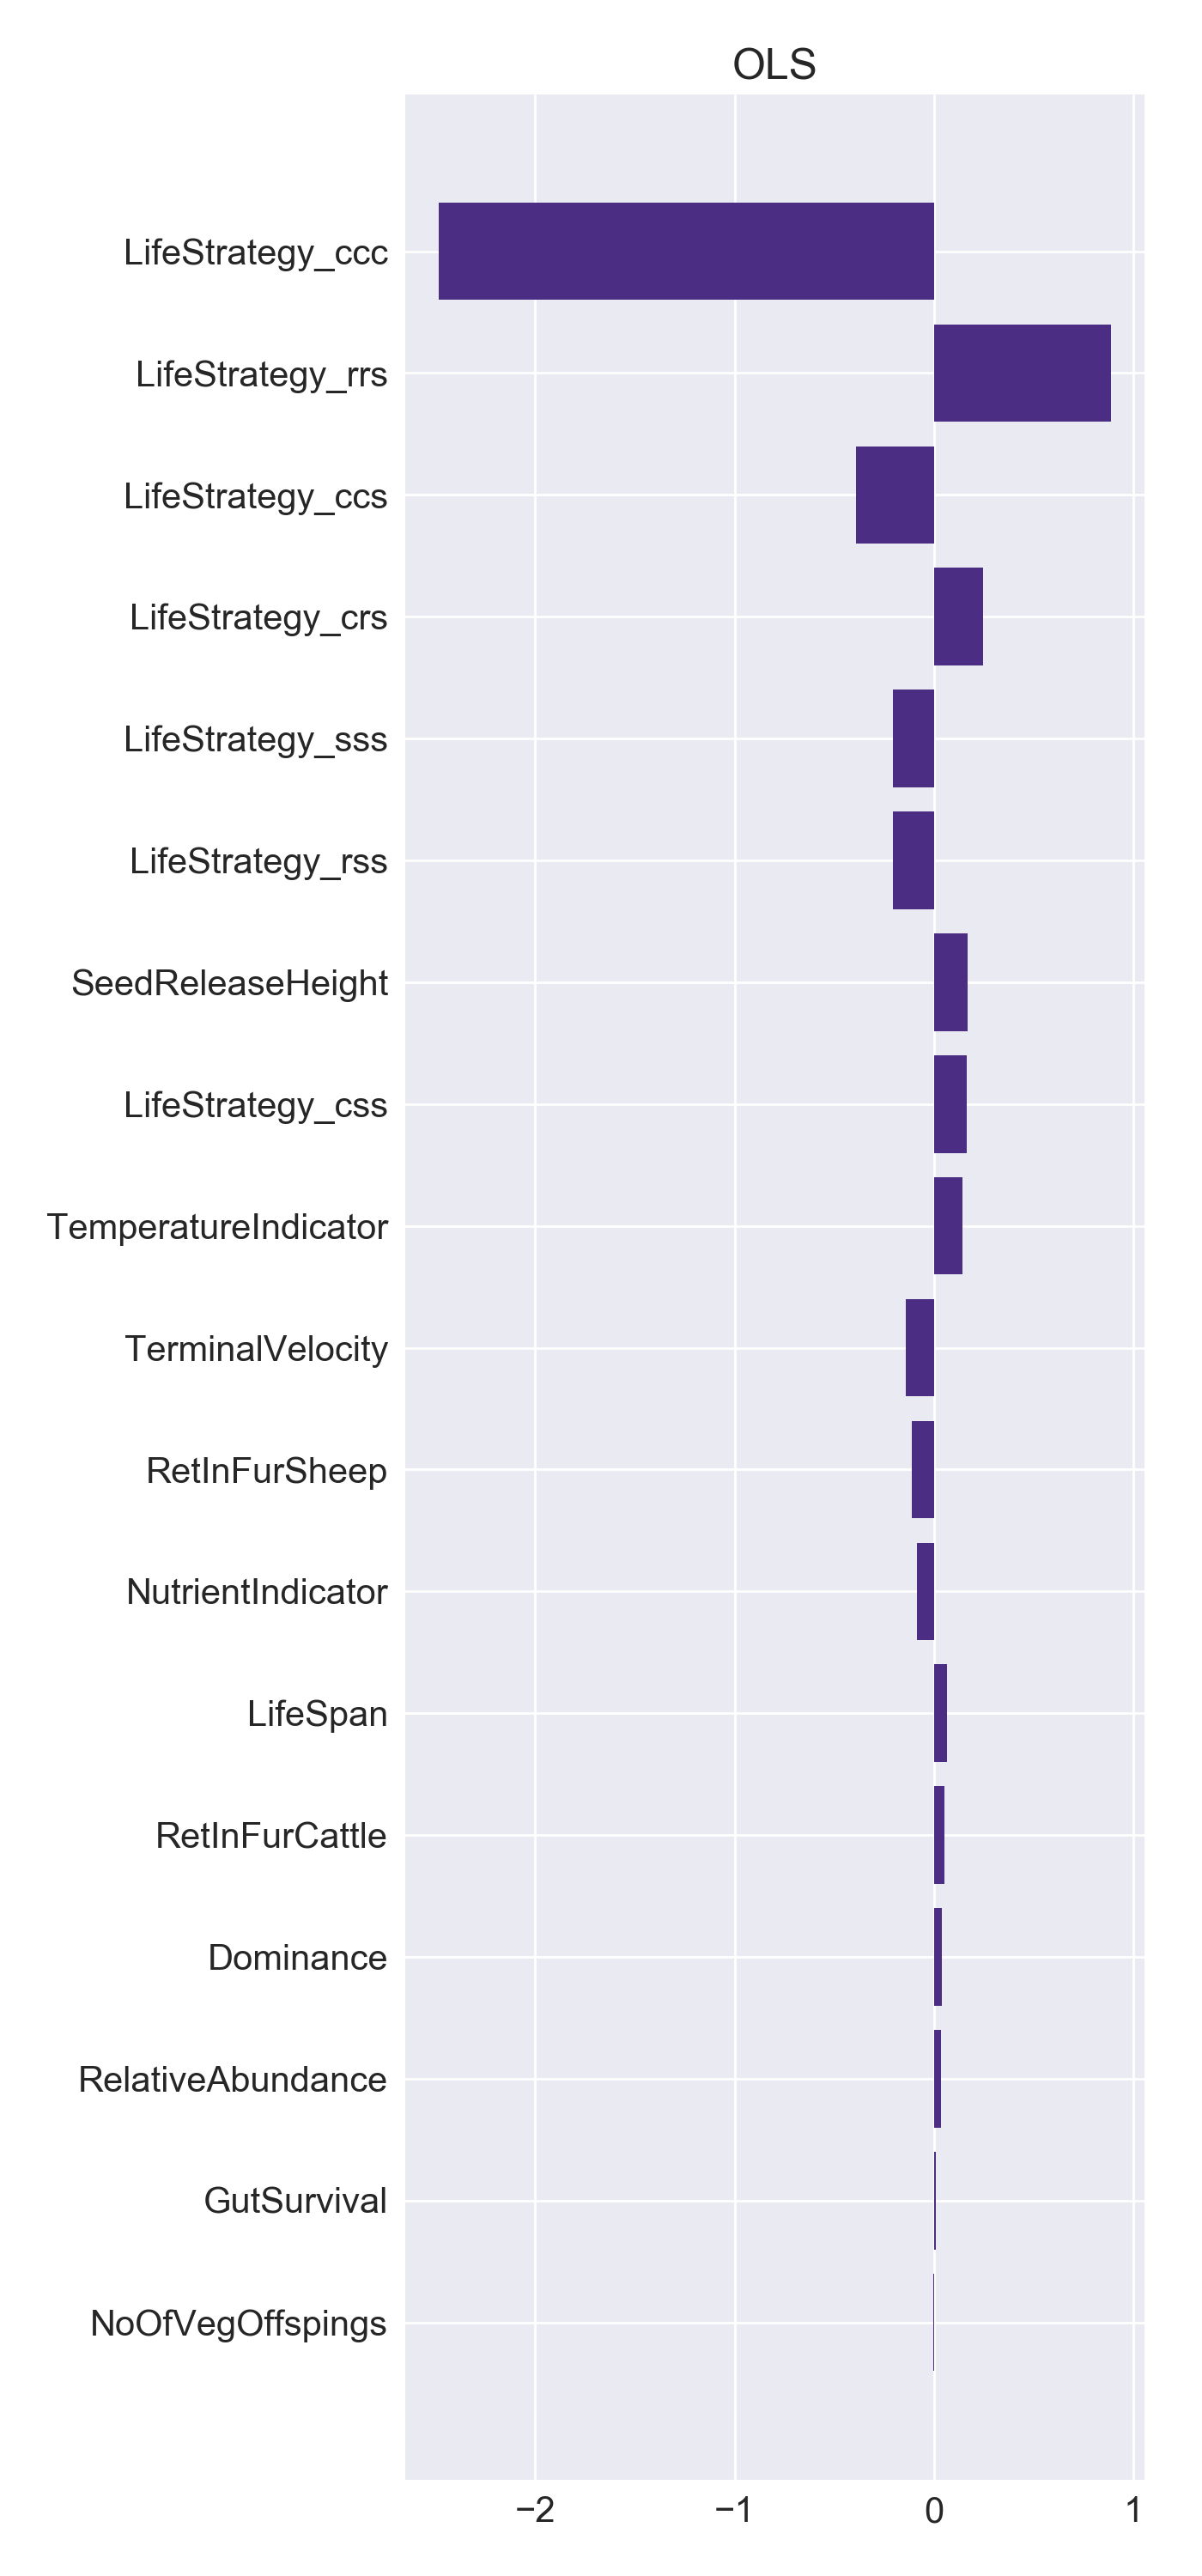 OLS
LifeStrategy_ccc
LifeStrategy_rrs
LifeStrategy_ccs
LifeStrategy_crs
LifeStrategy_sss
LifeStrategy_rss
SeedReleaseHeight
LifeStrategy_css
TemperatureIndicator
TerminalVelocity
RetInFurSheep
NutrientIndicator
LifeSpan
RetInFurCattle
Dominance
RelativeAbundance
GutSurvival
NoOfVegOffspings
−2 −1 0 1